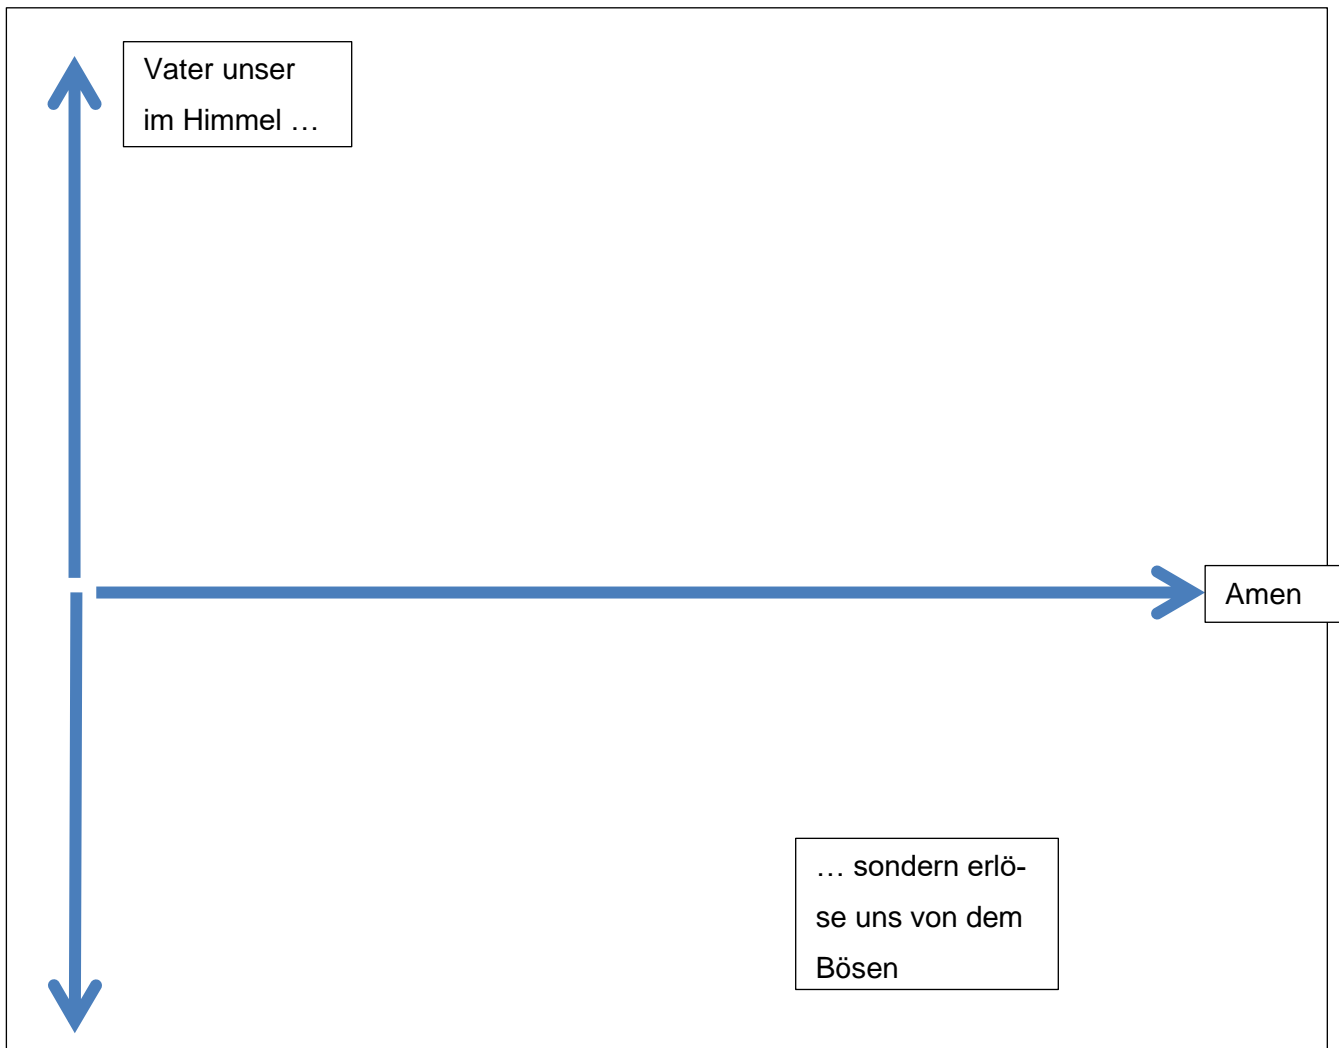 Vater unser
im Himmel …
Amen
… sondern erlö-
se uns von dem
Bösen